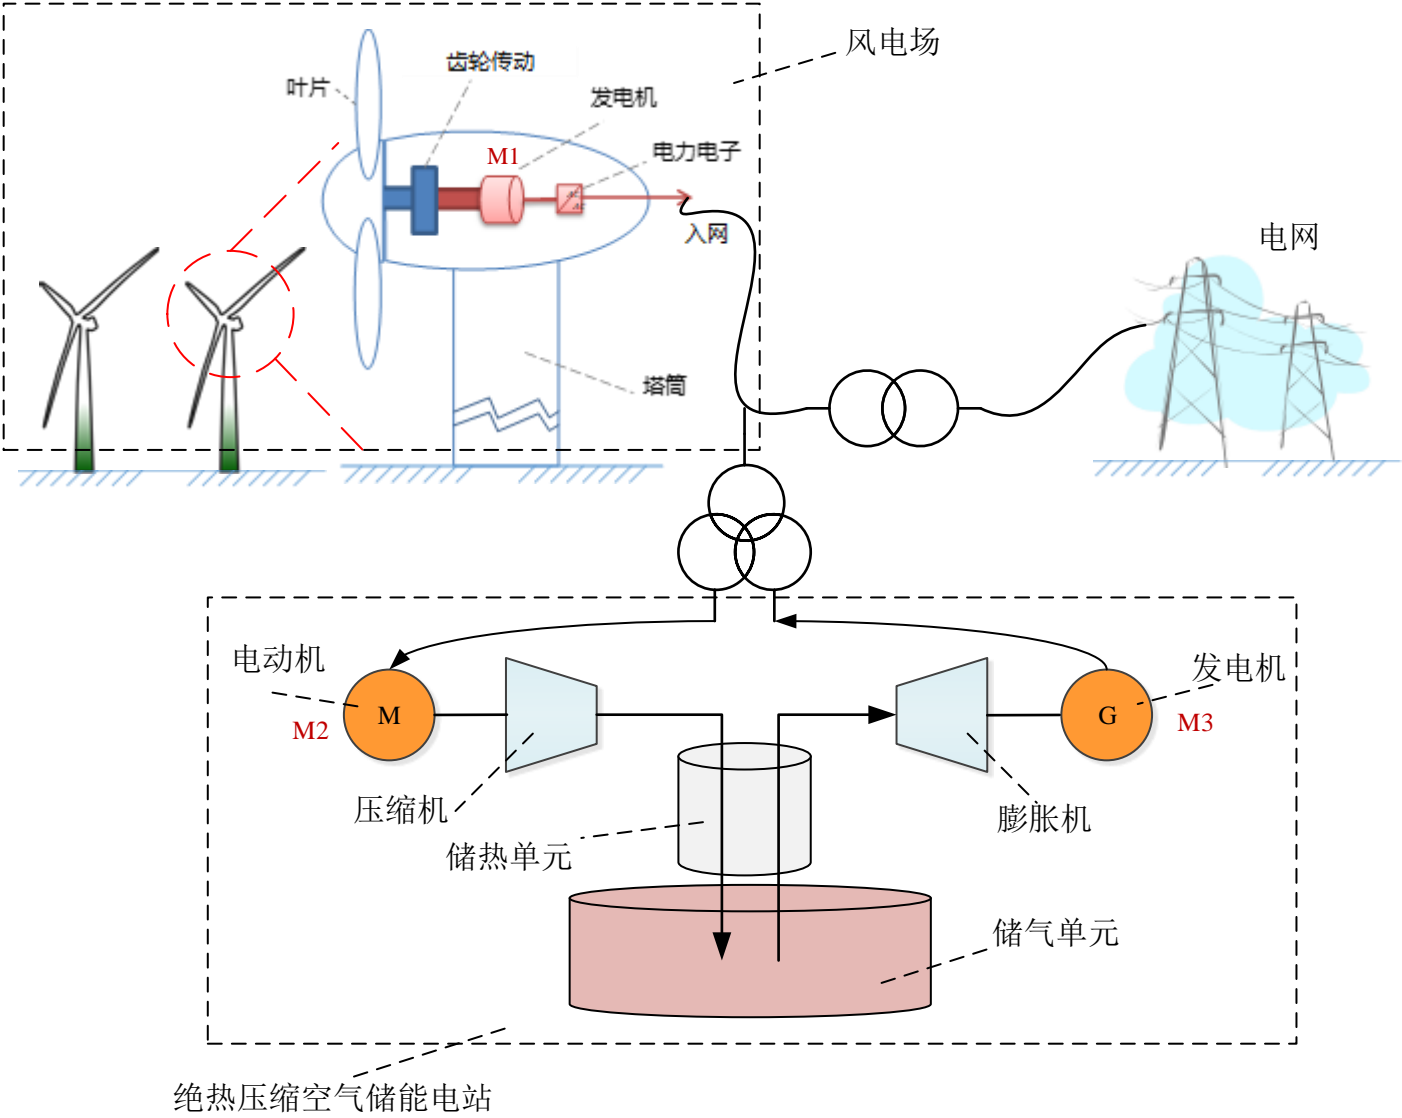 风电场
齿轮传动
叶片
发电机
M1
电力电子
入网
电网
塔筒
电动机
发电机
M
G
M2
M3
压缩机
膨胀机
储热单元
储气单元
绝热压缩空气储能电站